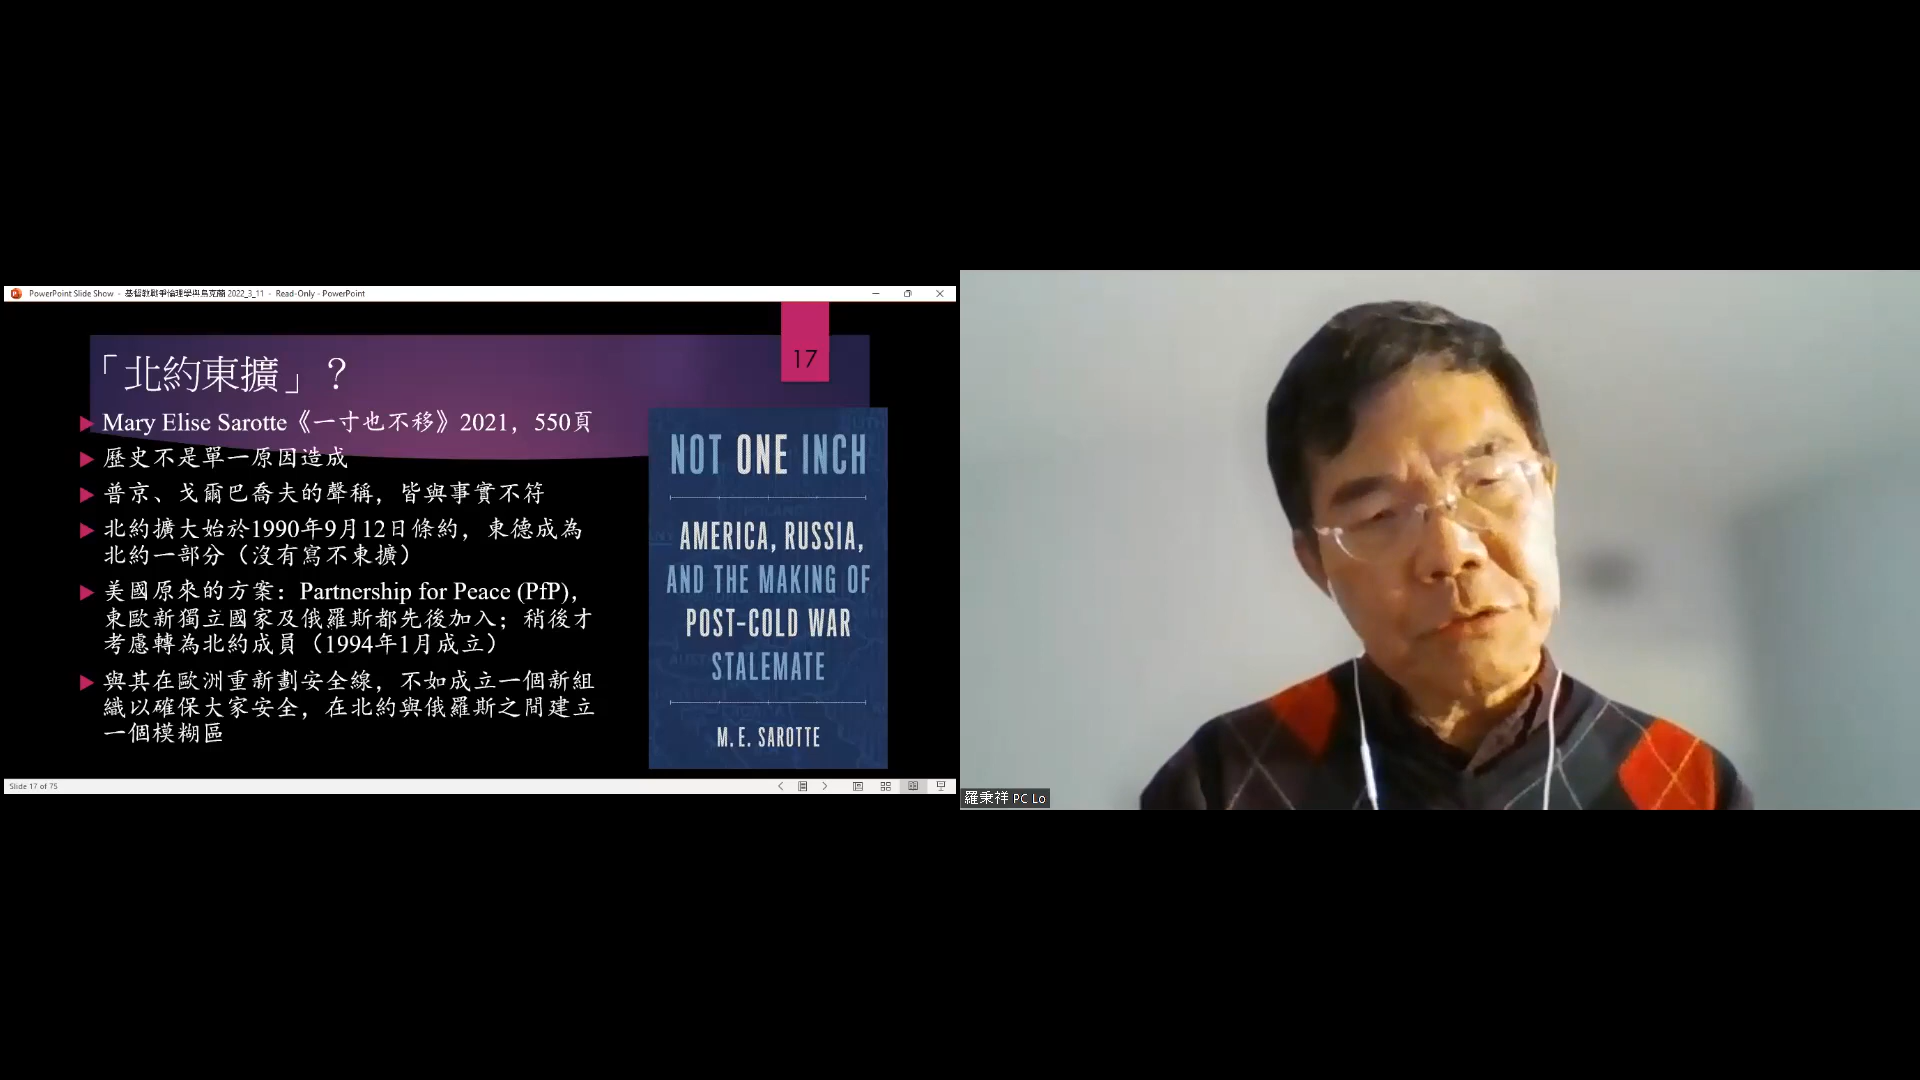 PowerPoint Slide Show - 基督教戰爭倫理學與烏克蘭 2022_3_11 - Read-Only - PowerPoint
17
「北約東擴」？
Mary Elise Sarotte《一寸也不移》2021，550頁
歷史不是單一原因造成
普京、戈爾巴喬夫的聲稱，皆與事實不符
北約擴大始於1990年9月12日條約，東德成為
北約一部分（沒有寫不東擴）
美國原來的方案：Partnership for Peace (PfP)，
東歐新獨立國家及俄羅斯都先後加入；稍後才
考慮轉為北約成員（1994年1月成立）
與其在歐洲重新劃安全線，不如成立一個新組
織以確保大家安全，在北約與俄羅斯之間建立
一個模糊區
NOT ONE INCH
AMERICA, RUSSIA,
AND THE MAKING OF
POST-COLD WAR
STALEMATE
M. E. SAROTTE
Slide 17 of 75
羅秉祥 PC Lo